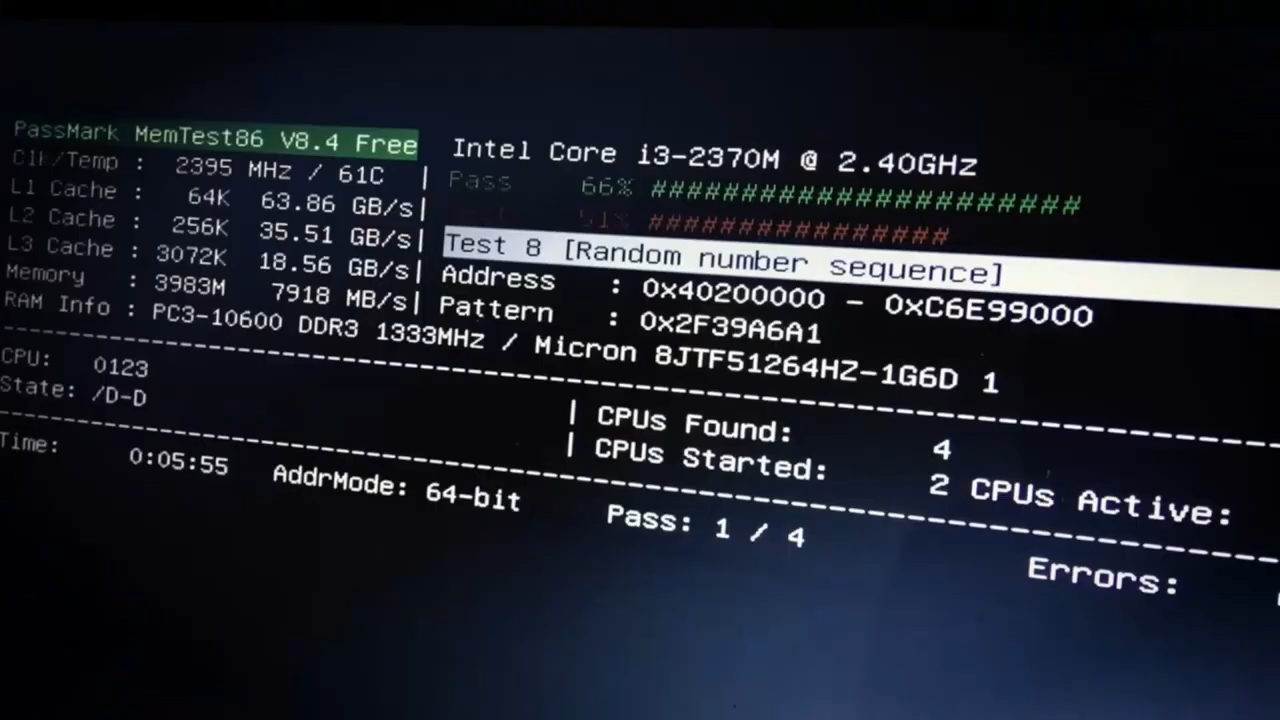 PassMark MemTest86 V8.4 Free Intel Core i3-2370M @ 2.40GHz
Clk/Temp : 2395 MHz / 61C | Pass 66% ########################
L1 Cache : 64K 63.86 GB/s| 51% #################
L2 Cache : 256K 35.51 GB/s| Test 8 [Random number sequence]
L3 Cache : 3072K 18.56 GB/s| Address : 0x40200000 - 0xC6E99000
Memory : 3983M 7918 MB/s| Pattern : 0x2F39A6A1
RAM Info : PC3-10600 DDR3 1333MHz / Micron 8JTF51264HZ-1G6D 1
CPU: 0123 | CPUs Found: 4
State: /D-D | CPUs Started: 2 CPUs Active:
Time: 0:05:55 AddrMode: 64-bit Pass: 1 / 4 Errors: